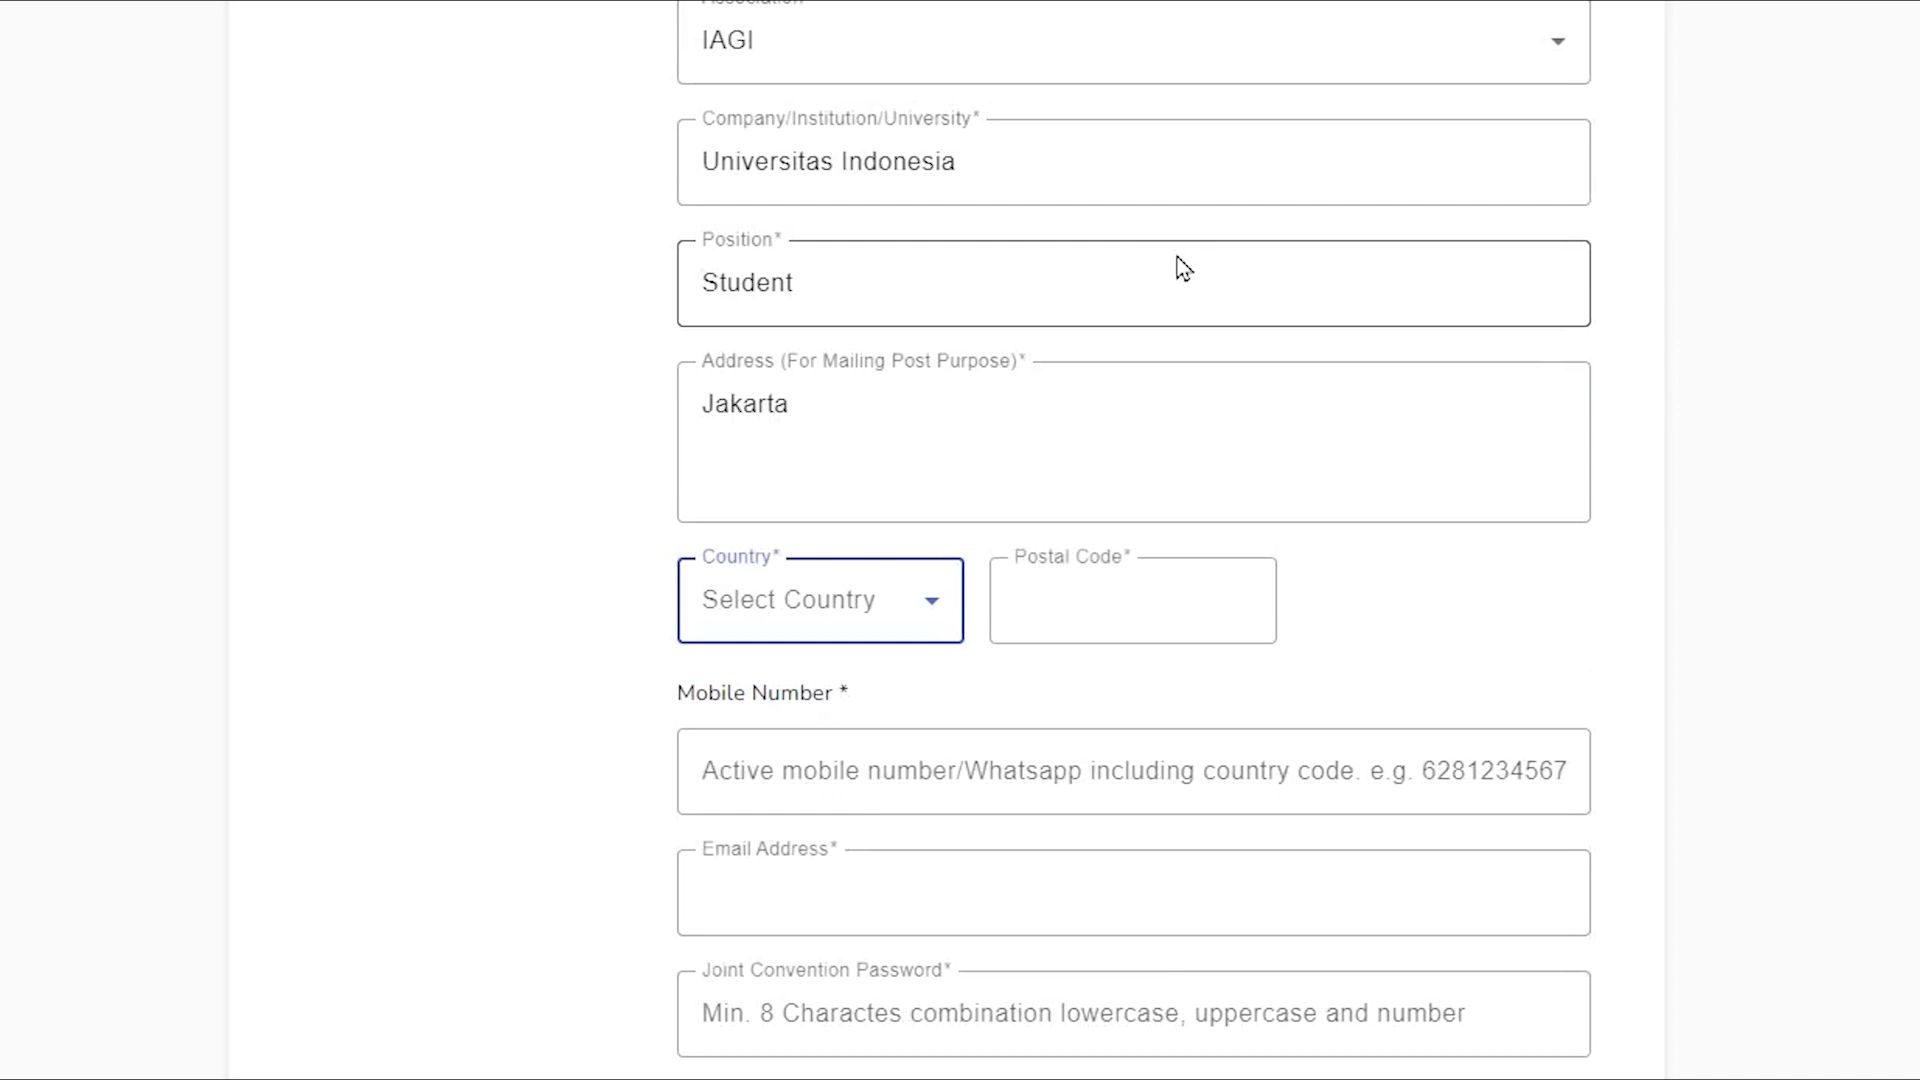 Association
IAGI
Company/Institution/University*
Universitas Indonesia
Position*
Student
Address (For Mailing Post Purpose)*
Jakarta
Country*
Postal Code*
Select Country
Mobile Number *
Active mobile number/Whatsapp including country code. e.g. 6281234567
Email Address*
Joint Convention Password*
Min. 8 Charactes combination lowercase, uppercase and number